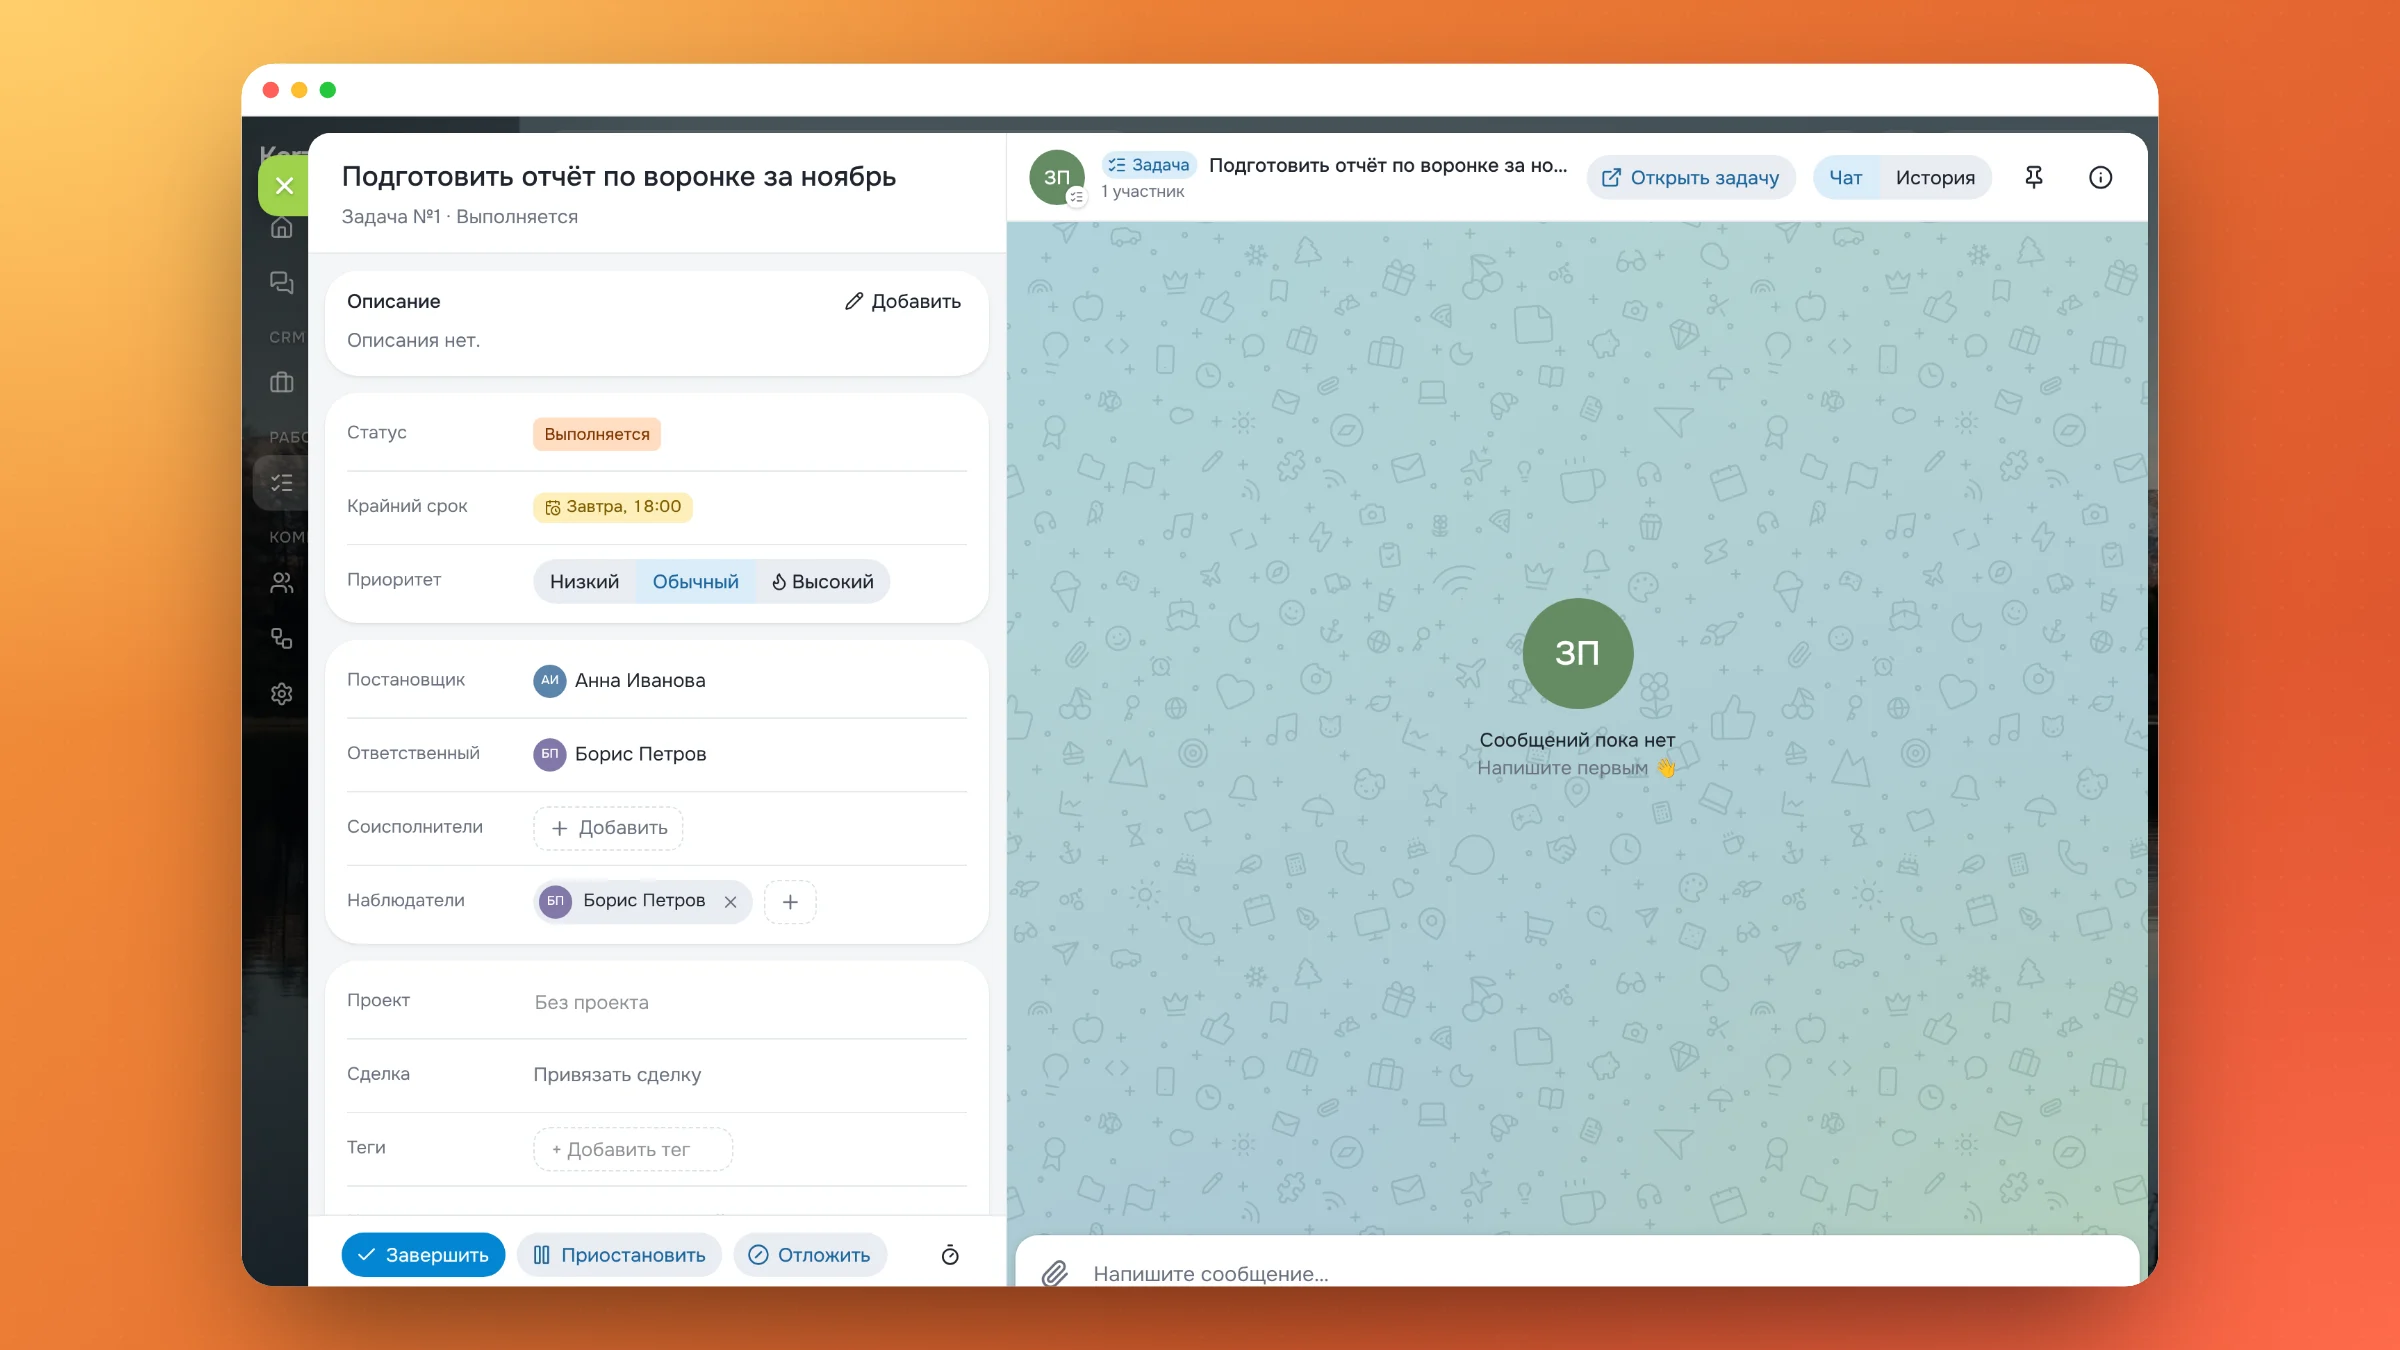 Подготовить отчёт по воронке за ноябрь
Задача №1 · Выполняется
CRM
Описание
Добавить
Описания нет.
Статус
Выполняется
Крайний срок
Завтра, 18:00
Приоритет
Низкий
Обычный
Высокий
Постановщик
АИ
Анна Иванова
Ответственный
БП
Борис Петров
Соисполнители
Добавить
Наблюдатели
БП
Борис Петров
Проект
Без проекта
Сделка
Привязать сделку
Теги
+ Добавить тег
Завершить
Приостановить
Отложить
ЗП
Задача
Подготовить отчёт по воронке за но...
1 участник
Открыть задачу
Чат
История
ЗП
Сообщений пока нет
Напишите первым 👋
Напишите сообщение...